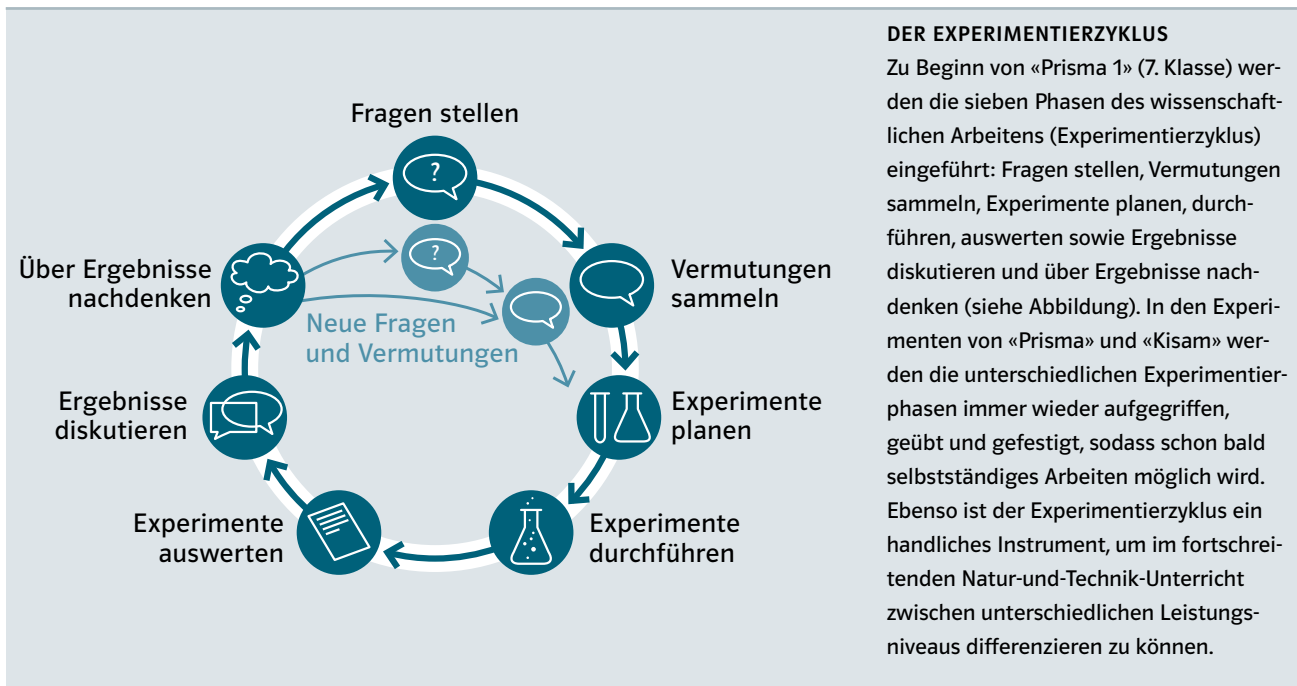 Fragen stellen
?
?
Vermutungen
sammeln
Experimente
planen
Experimente
durchführen
Experimente
auswerten
Ergebnisse
diskutieren
Über Ergebnisse
nachdenken
Neue Fragen
und Vermutungen
DER EXPERIMENTIERZYKLUS
Zu Beginn von «Prisma 1» (7. Klasse) wer-
den die sieben Phasen des wissenschaft-
lichen Arbeitens (Experimentierzyklus)
eingeführt: Fragen stellen, Vermutungen
sammeln, Experimente planen, durch-
führen, auswerten sowie Ergebnisse
diskutieren und über Ergebnisse nach-
denken (siehe Abbildung). In den Experi-
menten von «Prisma» und «Kisam» wer-
den die unterschiedlichen Experimentier-
phasen immer wieder aufgegriffen,
geübt und gefestigt, sodass schon bald
selbstständiges Arbeiten möglich wird.
Ebenso ist der Experimentierzyklus ein
handliches Instrument, um im fortschrei-
tenden Natur-und-Technik-Unterricht
zwischen unterschiedlichen Leistungs-
niveaus differenzieren zu können.